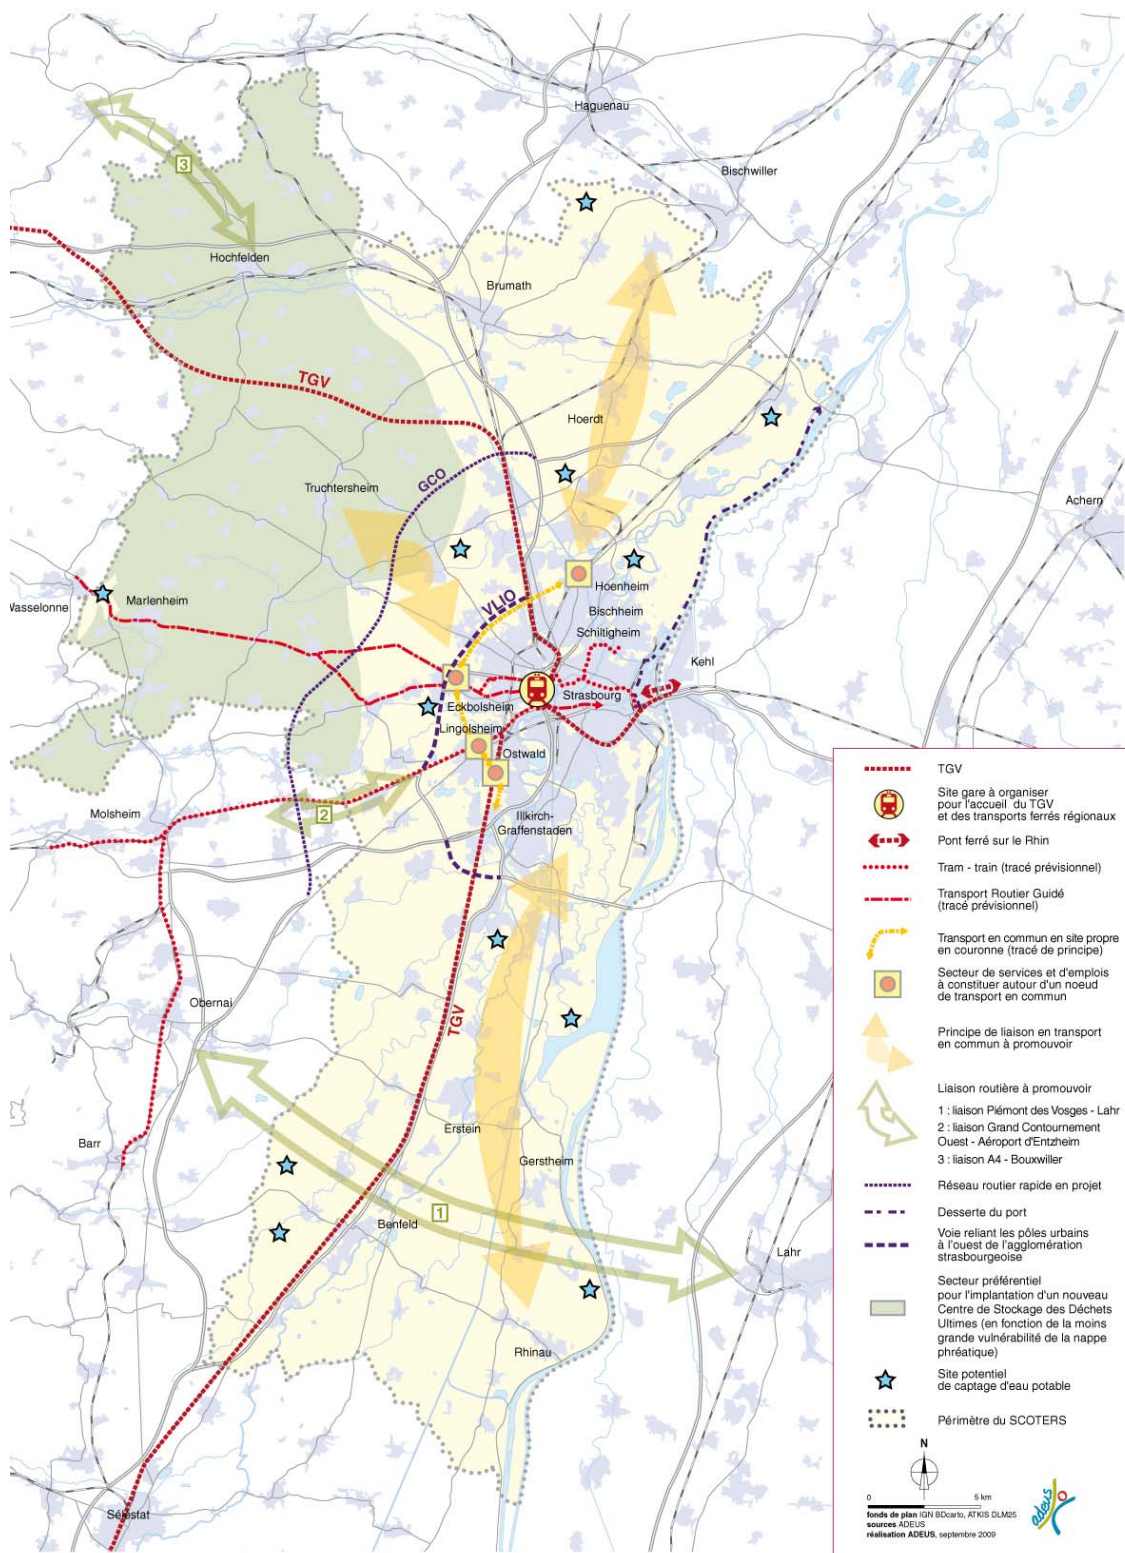 Haguenau
Bischwiller
3
Hochfelden
Brumath
TGV
Hoerdt
GCO
Truchtersheim
Achern
Wasselonne
Marlenheim
Hoenheim
VLIO
Bischheim
Schiltigheim
Kehl
Strasbourg
Eckbolsheim
Lingolsheim
Ostwald
Molsheim
2
Illkirch-
Graffenstaden
Obernai
TGV
Barr
Erstein
Gerstheim
1
Benfeld
Lahr
Rhinau
Sélestat
TGV
Site gare à organiser
pour l'accueil du TGV
et des transports ferrés régionaux
Pont ferré sur le Rhin
Tram - train (tracé prévisionnel)
Transport Routier Guidé
(tracé prévisionnel)
Transport en commun en site propre
en couronne (tracé de principe)
Secteur de services et d'emplois
à constituer autour d'un noeud
de transport en commun
Principe de liaison en transport
en commun à promouvoir
Liaison routière à promouvoir
1 : liaison Piémont des Vosges - Lahr
2 : liaison Grand Contournement
Ouest - Aéroport d'Entzheim
3 : liaison A4 - Bouxwiller
Réseau routier rapide en projet
Desserte du port
Voie reliant les pôles urbains
à l'ouest de l'agglomération
strasbourgeoise
Secteur préférentiel
pour l'implantation d'un nouveau
Centre de Stockage des Déchets
Ultimes (en fonction de la moins
grande vulnérabilité de la nappe
phréatique)
Site potentiel
de captage d'eau potable
Périmètre du SCOTERS
N
0 5 km
fonds de plan IGN BDcarto, ATKIS DLM25
sources ADEUS
réalisation ADEUS, septembre 2009
adeus